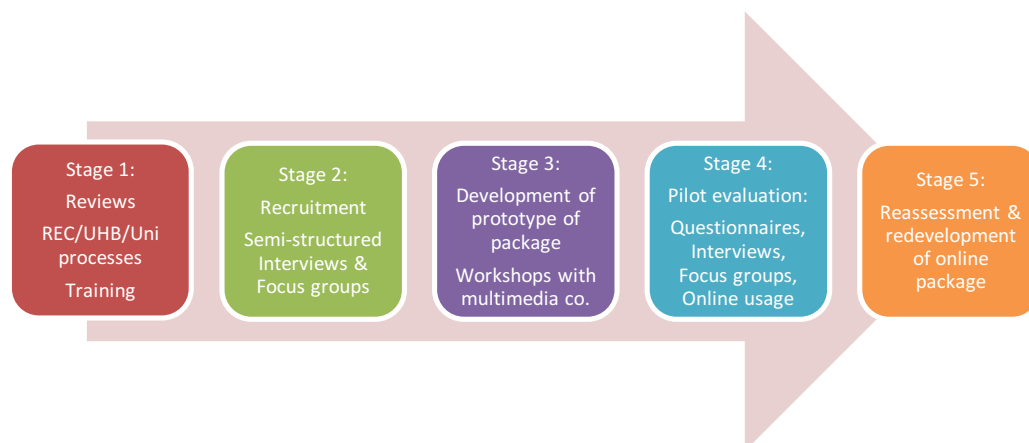 Stage 1:
Reviews
REC/UHB/Uni
processes
Training
Stage 2:
Recruitment
Semi-structured
Interviews &
Focus groups
Stage 3:
Development of
prototype of
package
Workshops with
multimedia co.
Stage 4:
Pilot evaluation:
Questionnaires,
Interviews,
Focus groups,
Online usage
Stage 5:
Reassessment &
redevelopment
of online
package